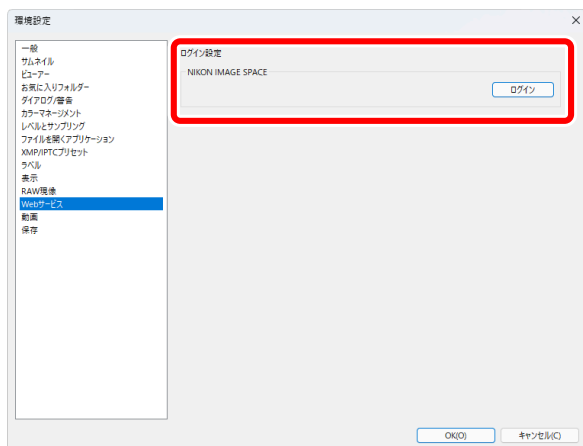 環境設定
一般
サムネイル
ビューアー
お気に入りフォルダー
ダイアログ/警告
カラーマネージメント
レベルとサンプリング
ファイルを開くアプリケーション
XMP/IPTCプリセット
ラベル
表示
RAW現像
Webサービス
動画
保存
ログイン設定
NIKON IMAGE SPACE
ログイン
OK(O)
キャンセル(C)